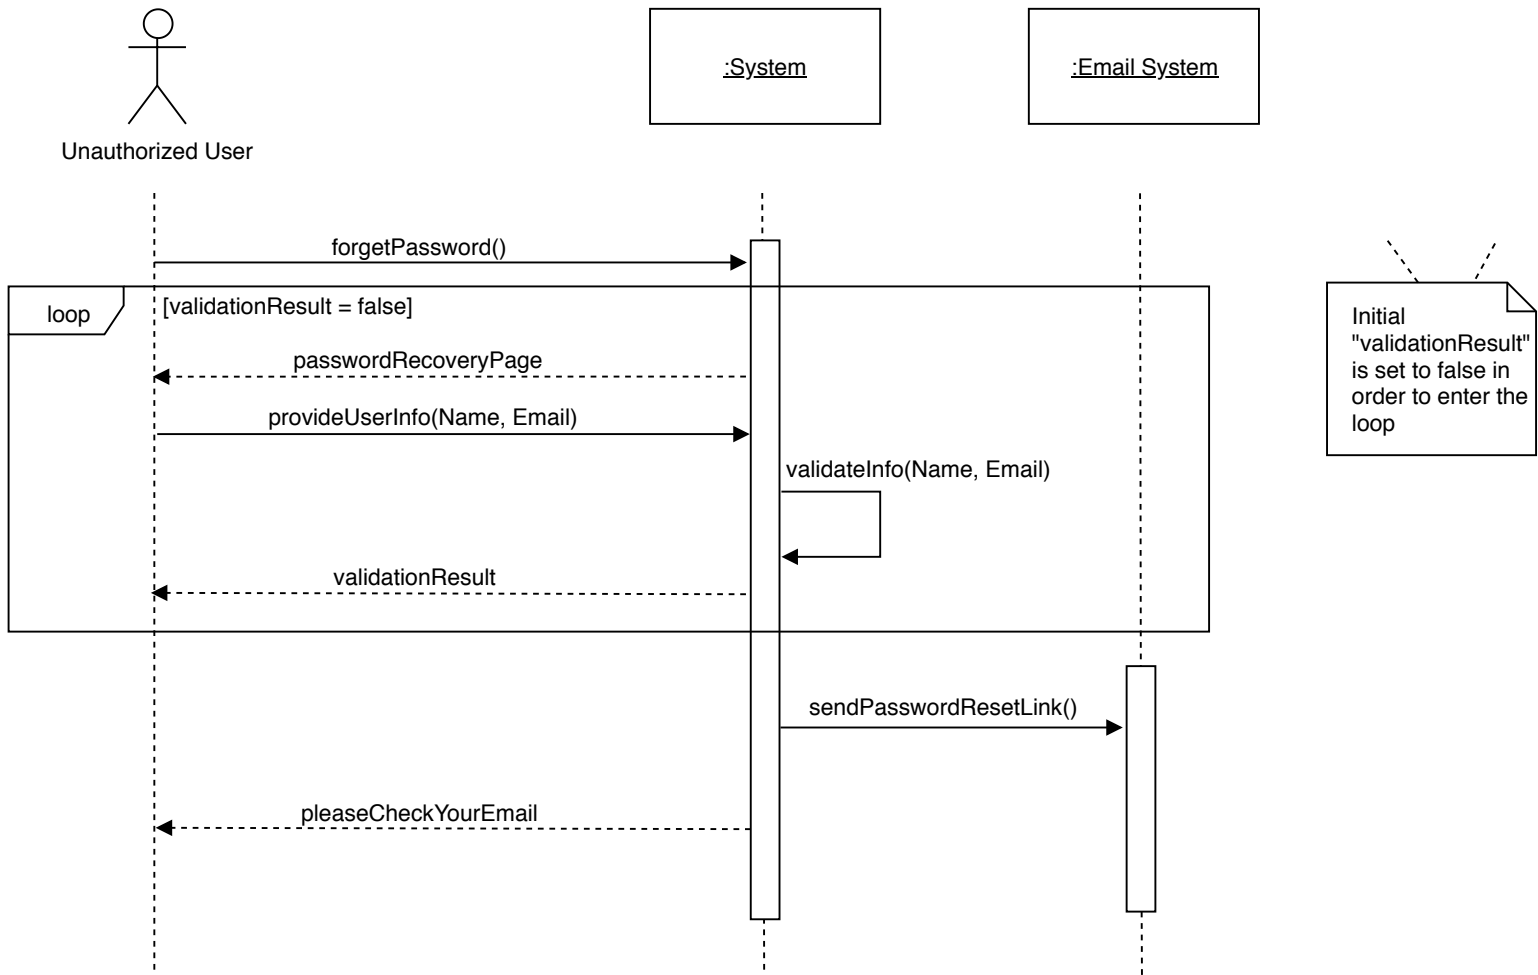 :System
:Email System
Unauthorized User
forgetPassword()
loop
[validationResult = false]
passwordRecoveryPage
provideUserInfo(Name, Email)
validateInfo(Name, Email)
validationResult
sendPasswordResetLink()
pleaseCheckYourEmail
Initial
"validationResult"
is set to false in
order to enter the
loop